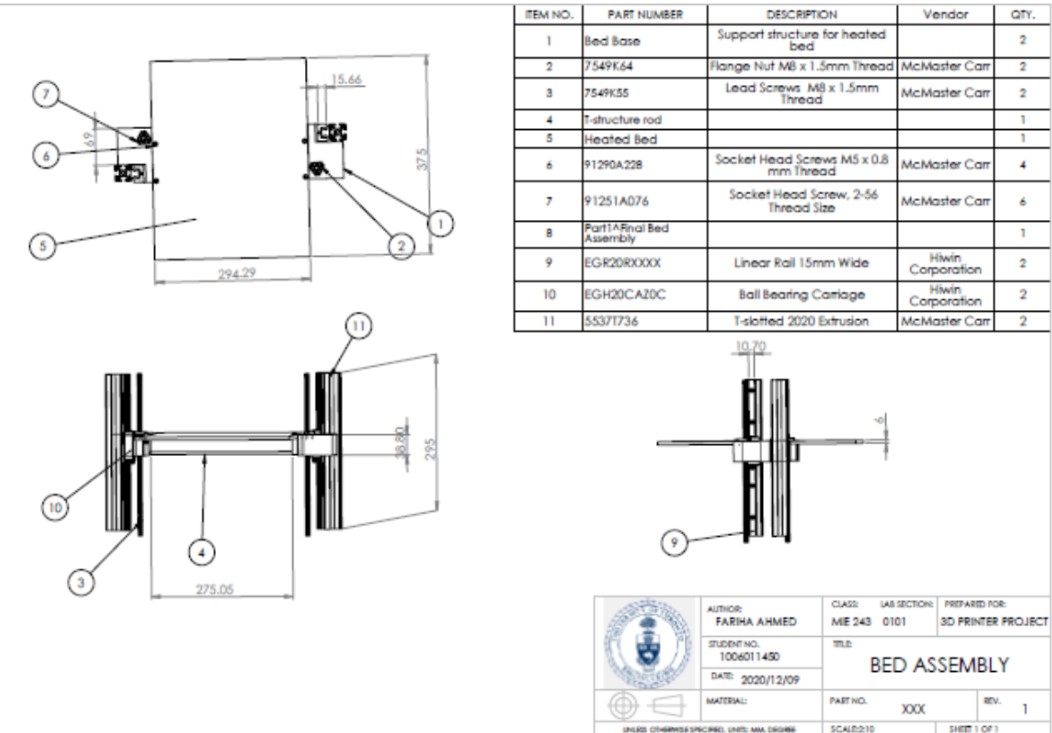 ITEM NO. PART NUMBER DESCRIPTION Vendor QTY.
1 Bed Base Support structure for heated bed 2
2 7549K64 Flange Nut M8 x 1.5mm Thread McMaster Carr 2
3 7549K55 Lead Screws M8 x 1.5mm Thread McMaster Carr 2
4 T-structure rod 1
5 Heated Bed 1
6 91290A228 Socket Head Screws M5 x 0.8 mm Thread McMaster Carr 4
7 91251A076 Socket Head Screw, 2-56 Thread Size McMaster Carr 6
8 Part1^Final Bed Assembly 1
9 EGR20RXXXX Linear Rail 15mm Wide Hiwin Corporation 2
10 EGH20CAZ0C Ball Bearing Carriage Hiwin Corporation 2
11 5537T736 T-slotted 2020 Extrusion McMaster Carr 2
7
6
5
69
15.66
375
1
2
294.29
11
38.80
295
10
3
4
275.05
10.70
6
9
AUTHOR:
FARIHA AHMED
CLASS: LAB SECTION: PREPARED FOR:
MIE 243 0101 3D PRINTER PROJECT
STUDENT NO.
1006011450
DATE: 2020/12/09
TITLE:
BED ASSEMBLY
MATERIAL:
PART NO.
XXX
REV.
1
UNLESS OTHERWISE SPECIFIED, UNITS: MM, DEGREE
SCALE:2:10
SHEET 1 OF 1